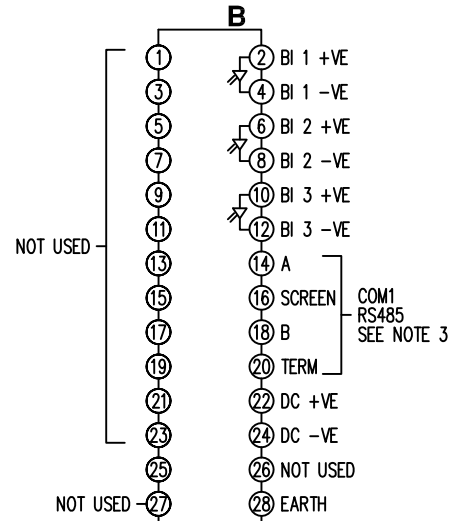 B
1 2 BI 1 +VE
3 4 BI 1 -VE
5 6 BI 2 +VE
7 8 BI 2 -VE
9 10 BI 3 +VE
11 12 BI 3 -VE
NOT USED
13 14 A
15 16 SCREEN
17 18 B
19 20 TERM
COM1
RS485
SEE NOTE 3
21 22 DC +VE
23 24 DC -VE
25 26 NOT USED
NOT USED 27 28 EARTH